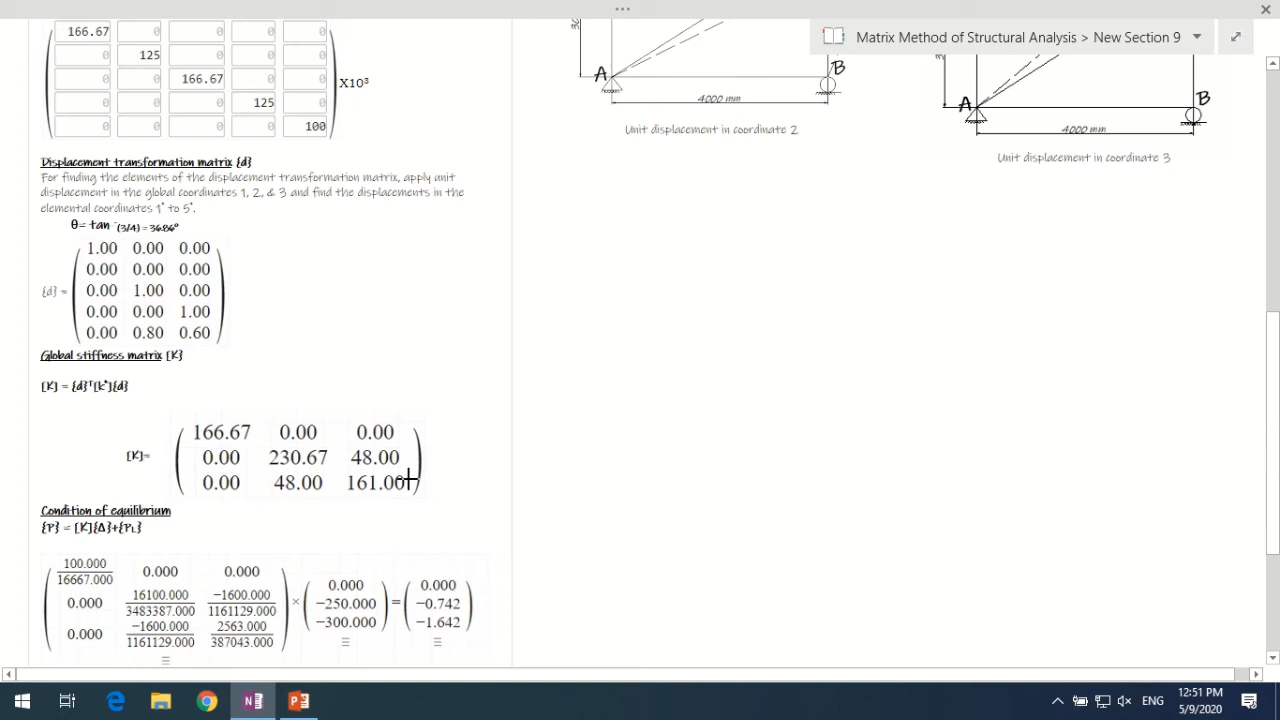 Matrix Method of Structural Analysis > New Section 9
166.67 0 0 0 0
0 125 0 0 0
0 0 166.67 0 0
0 0 0 125 0
0 0 0 0 100
X10³
Displacement transformation matrix {d}
For finding the elements of the displacement transformation matrix, apply unit
displacement in the global coordinates 1, 2, & 3 and find the displacements in the
elemental coordinates 1* to 5*.
θ= tan ⁻(3/4) = 36.86°
{d} =
1.00 0.00 0.00
0.00 0.00 0.00
0.00 1.00 0.00
0.00 0.00 1.00
0.00 0.80 0.60
Global stiffness matrix [K]
[K] = {d}ᵀ[k*]{d}
[K]=
166.67 0.00 0.00
0.00 230.67 48.00
0.00 48.00 161.00
Condition of equilibrium
{P} = [K]{Δ}+{PL}
100.000/16667.000 0.000 0.000
0.000 16100.000/3483387.000 −1600.000/1161129.000
0.000 −1600.000/1161129.000 2563.000/387043.000
×
0.000
−250.000
−300.000
=
0.000
−0.742
−1.642
A
B
4000 mm
Unit displacement in coordinate 2
A
B
4000 mm
Unit displacement in coordinate 3
ENG
12:51 PM
5/9/2020